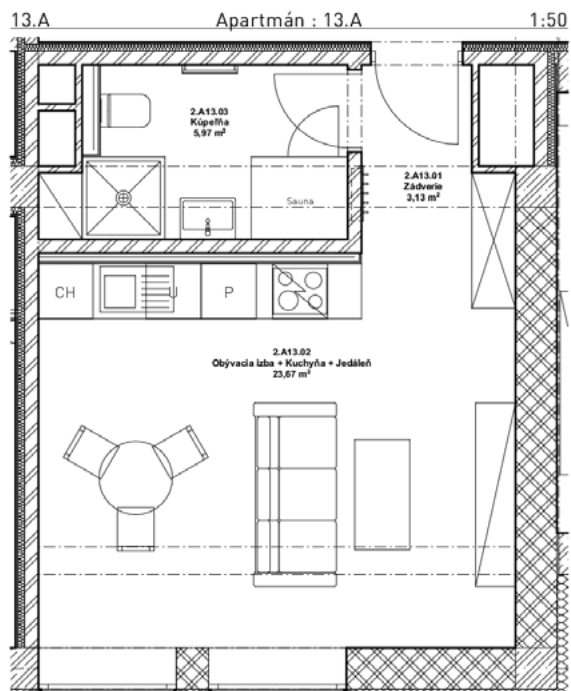 13.A
Apartmán : 13.A
1:50
2.A13.03
Kúpeľňa
5,97 m²
2.A13.01
Zádverie
3,13 m²
Sauna
CH
U
P
2.A13.02
Obývacia izba + Kuchyňa + Jedáleň
23,67 m²